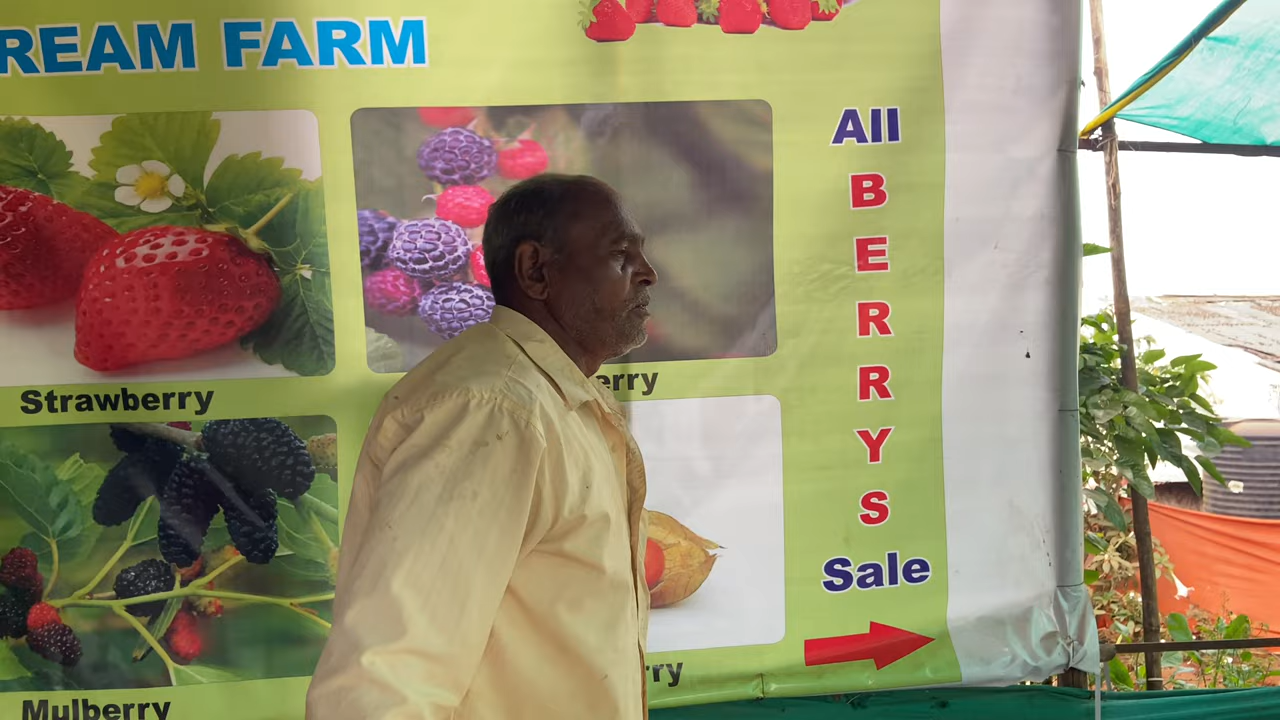 REAM FARM
Strawberry
erry
Mulberry
rry
All
B
E
R
R
Y
S
Sale